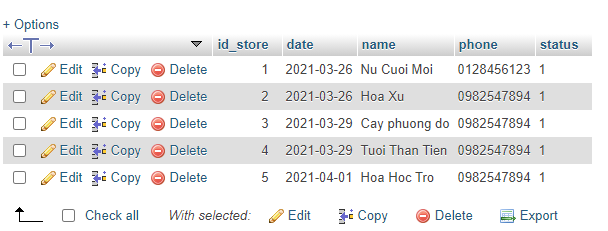 + Options
id_store date name phone status
Edit Copy Delete 1 2021-03-26 Nu Cuoi Moi 0128456123 1
Edit Copy Delete 2 2021-03-26 Hoa Xu 0982547894 1
Edit Copy Delete 3 2021-03-29 Cay phuong do 0982547894 1
Edit Copy Delete 4 2021-03-29 Tuoi Than Tien 0982547894 1
Edit Copy Delete 5 2021-04-01 Hoa Hoc Tro 0982547894 1
Check all With selected: Edit Copy Delete Export